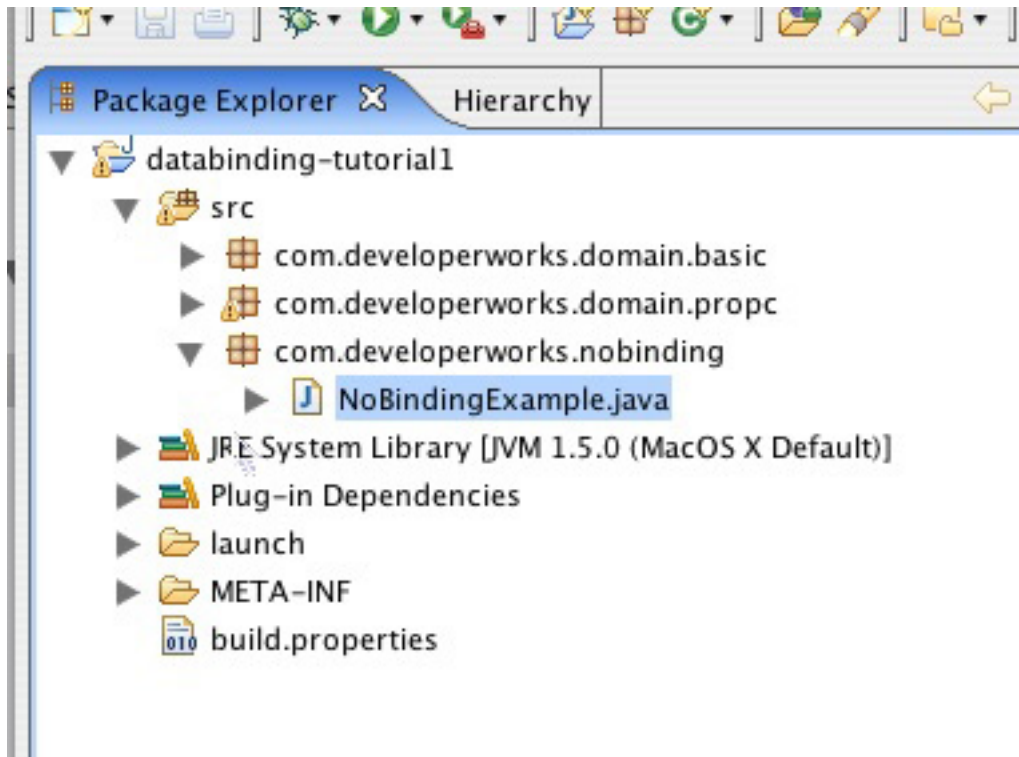 Package Explorer Hierarchy
databinding-tutorial1
src
com.developerworks.domain.basic
com.developerworks.domain.propc
com.developerworks.nobinding
NoBindingExample.java
JRE System Library [JVM 1.5.0 (MacOS X Default)]
Plug-in Dependencies
launch
META-INF
build.properties